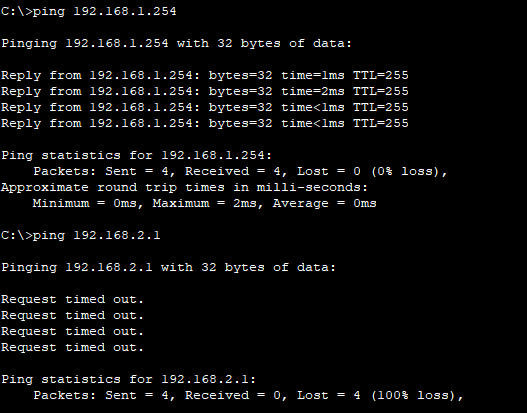 C:\>ping 192.168.1.254
Pinging 192.168.1.254 with 32 bytes of data:
Reply from 192.168.1.254: bytes=32 time=1ms TTL=255
Reply from 192.168.1.254: bytes=32 time=2ms TTL=255
Reply from 192.168.1.254: bytes=32 time<1ms TTL=255
Reply from 192.168.1.254: bytes=32 time<1ms TTL=255
Ping statistics for 192.168.1.254:
    Packets: Sent = 4, Received = 4, Lost = 0 (0% loss),
Approximate round trip times in milli-seconds:
    Minimum = 0ms, Maximum = 2ms, Average = 0ms
C:\>ping 192.168.2.1
Pinging 192.168.2.1 with 32 bytes of data:
Request timed out.
Request timed out.
Request timed out.
Request timed out.
Ping statistics for 192.168.2.1:
    Packets: Sent = 4, Received = 0, Lost = 4 (100% loss),